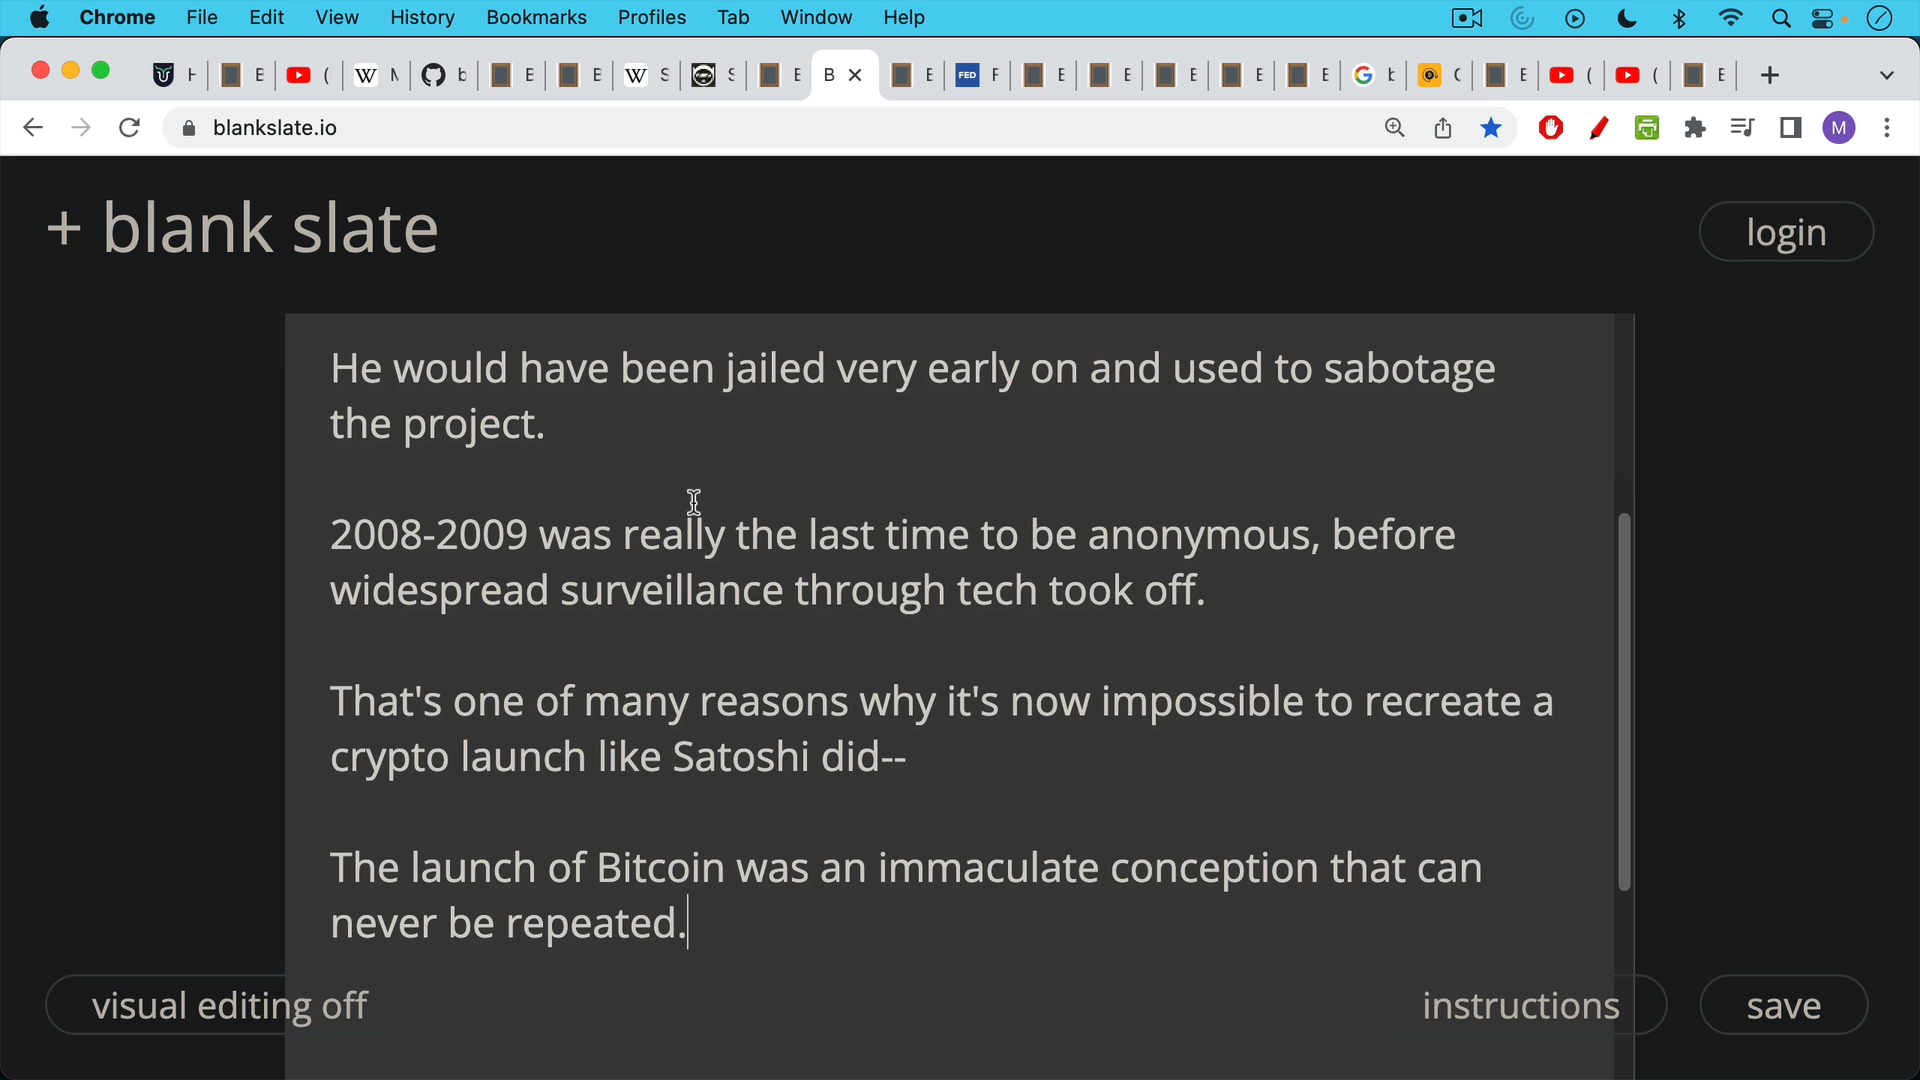 Chrome File Edit View History Bookmarks Profiles Tab Window Help
B
blankslate.io
M
+ blank slate
login
He would have been jailed very early on and used to sabotage
the project.
2008-2009 was really the last time to be anonymous, before
widespread surveillance through tech took off.
That's one of many reasons why it's now impossible to recreate a
crypto launch like Satoshi did--
The launch of Bitcoin was an immaculate conception that can
never be repeated.
visual editing off
instructions
save